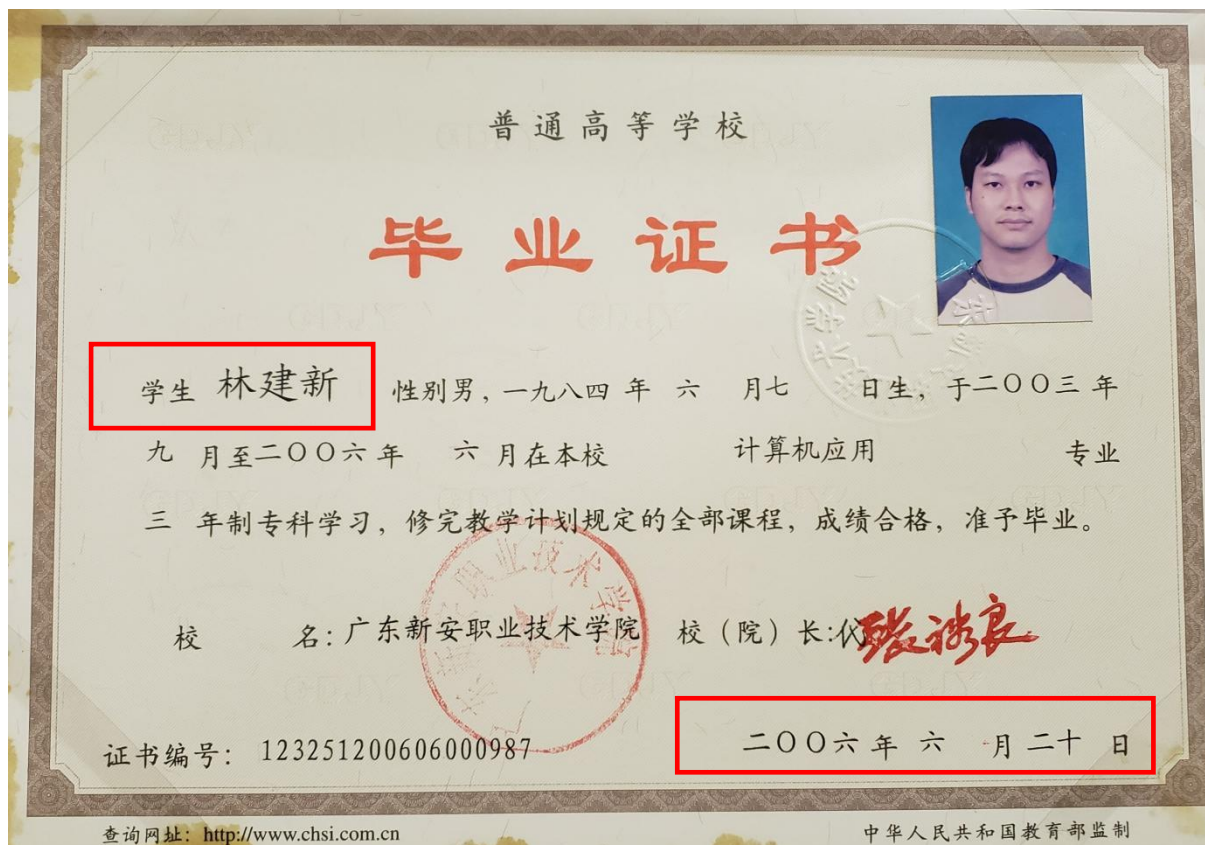 普通高等学校
毕业证书
学生 林建新 性别男，一九八四 年 六 月七 日生，于二〇〇三 年
九 月至二〇〇六年 六 月在本校 计算机应用 专业
三 年制专科学习，修完教学计划规定的全部课程，成绩合格，准予毕业。
校 名：广东新安职业技术学院 校（院）长:代
证书编号：123251200606000987 二〇〇六 年 六 月 二十 日
查询网址：http://www.chsi.com.cn 中华人民共和国教育部监制